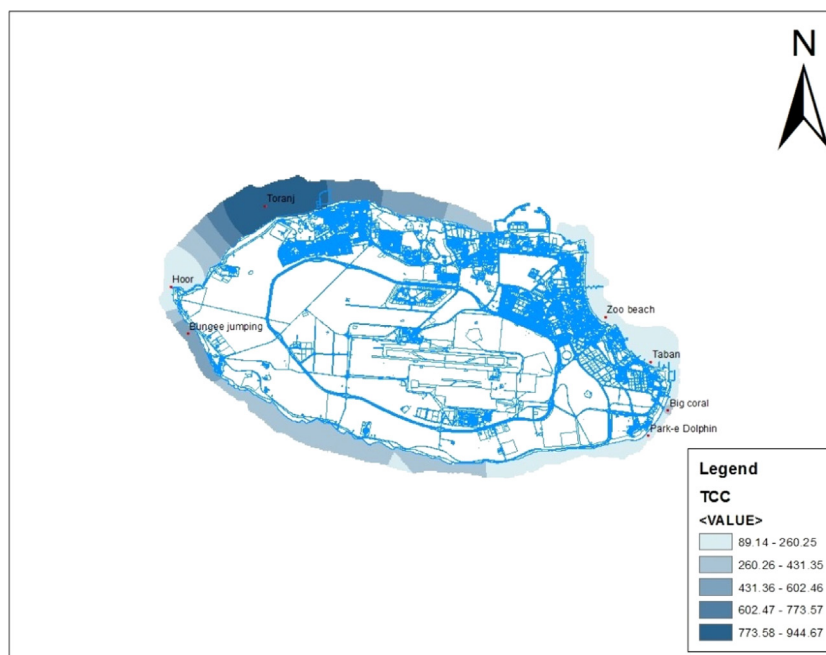 N
Toranj
Hoor
Bungee jumping
Zoo beach
Taban
Big coral
Park-e Dolphin
Legend
TCC
<VALUE>
89.14 - 260.25
260.26 - 431.35
431.36 - 602.46
602.47 - 773.57
773.58 - 944.67